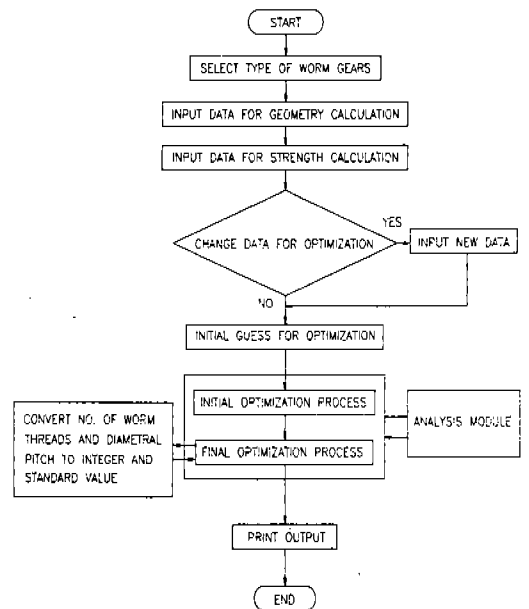 START
SELECT TYPE OF WORM GEARS
INPUT DATA FOR GEOMETRY CALCULATION
INPUT DATA FOR STRENGTH CALCULATION
CHANGE DATA FOR OPTIMIZATION
YES
INPUT NEW DATA
NO
INITIAL GUESS FOR OPTIMIZATION
INITIAL OPTIMIZATION PROCESS
CONVERT NO. OF WORM
THREADS AND DIAMETRAL
PITCH TO INTEGER AND
STANDARD VALUE
ANALYSIS MODULE
FINAL OPTIMIZATION PROCESS
PRINT OUTPUT
END